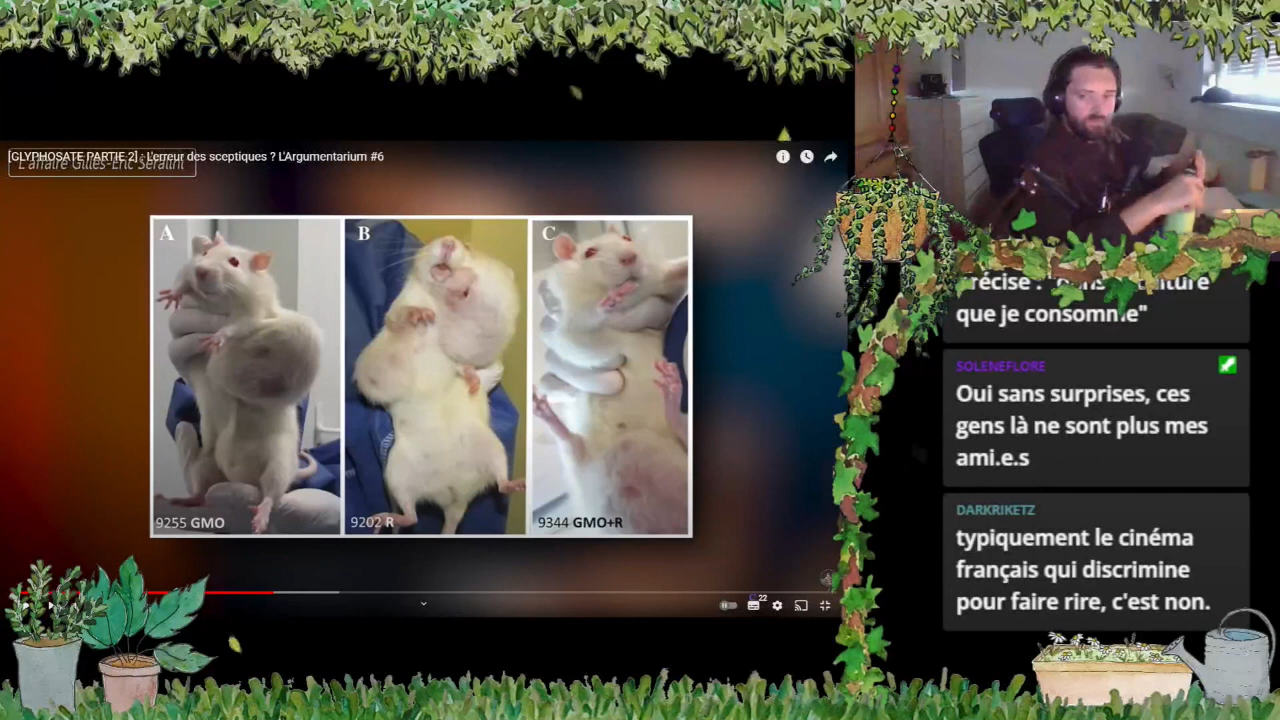 [GLYPHOSATE PARTIE 2] : L'erreur des sceptiques ? L'Argumentarium #6
L'affaire Gilles-Eric Séralini
A
B
C
9255 GMO
9202 R
9344 GMO+R
22
que je consomme"
SOLENEFLORE
Oui sans surprises, ces
gens là ne sont plus mes
ami.e.s
DARKRIKETZ
typiquement le cinéma
français qui discrimine
pour faire rire, c'est non.